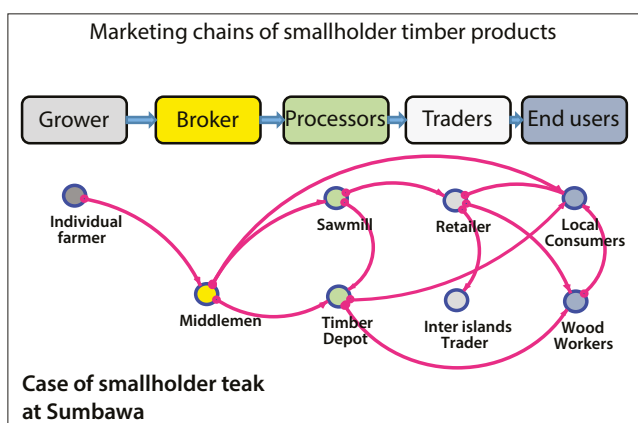 Marketing chains of smallholder timber products
Grower
Broker
Processors
Traders
End users
Individual
farmer
Sawmill
Retailer
Local
Consumers
Middlemen
Timber
Depot
Inter islands
Trader
Wood
Workers
Case of smallholder teak
at Sumbawa